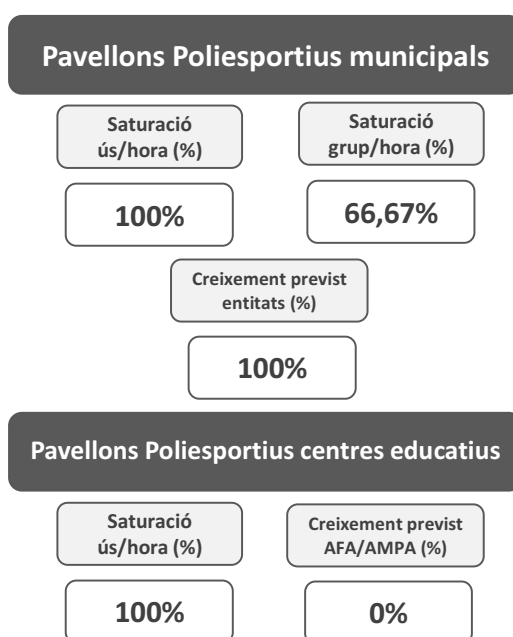 Pavellons Poliesportius municipals
Saturació
ús/hora (%)
100%
Saturació
grup/hora (%)
66,67%
Creixement previst
entitats (%)
100%
Pavellons Poliesportius centres educatius
Saturació
ús/hora (%)
100%
Creixement previst
AFA/AMPA (%)
0%